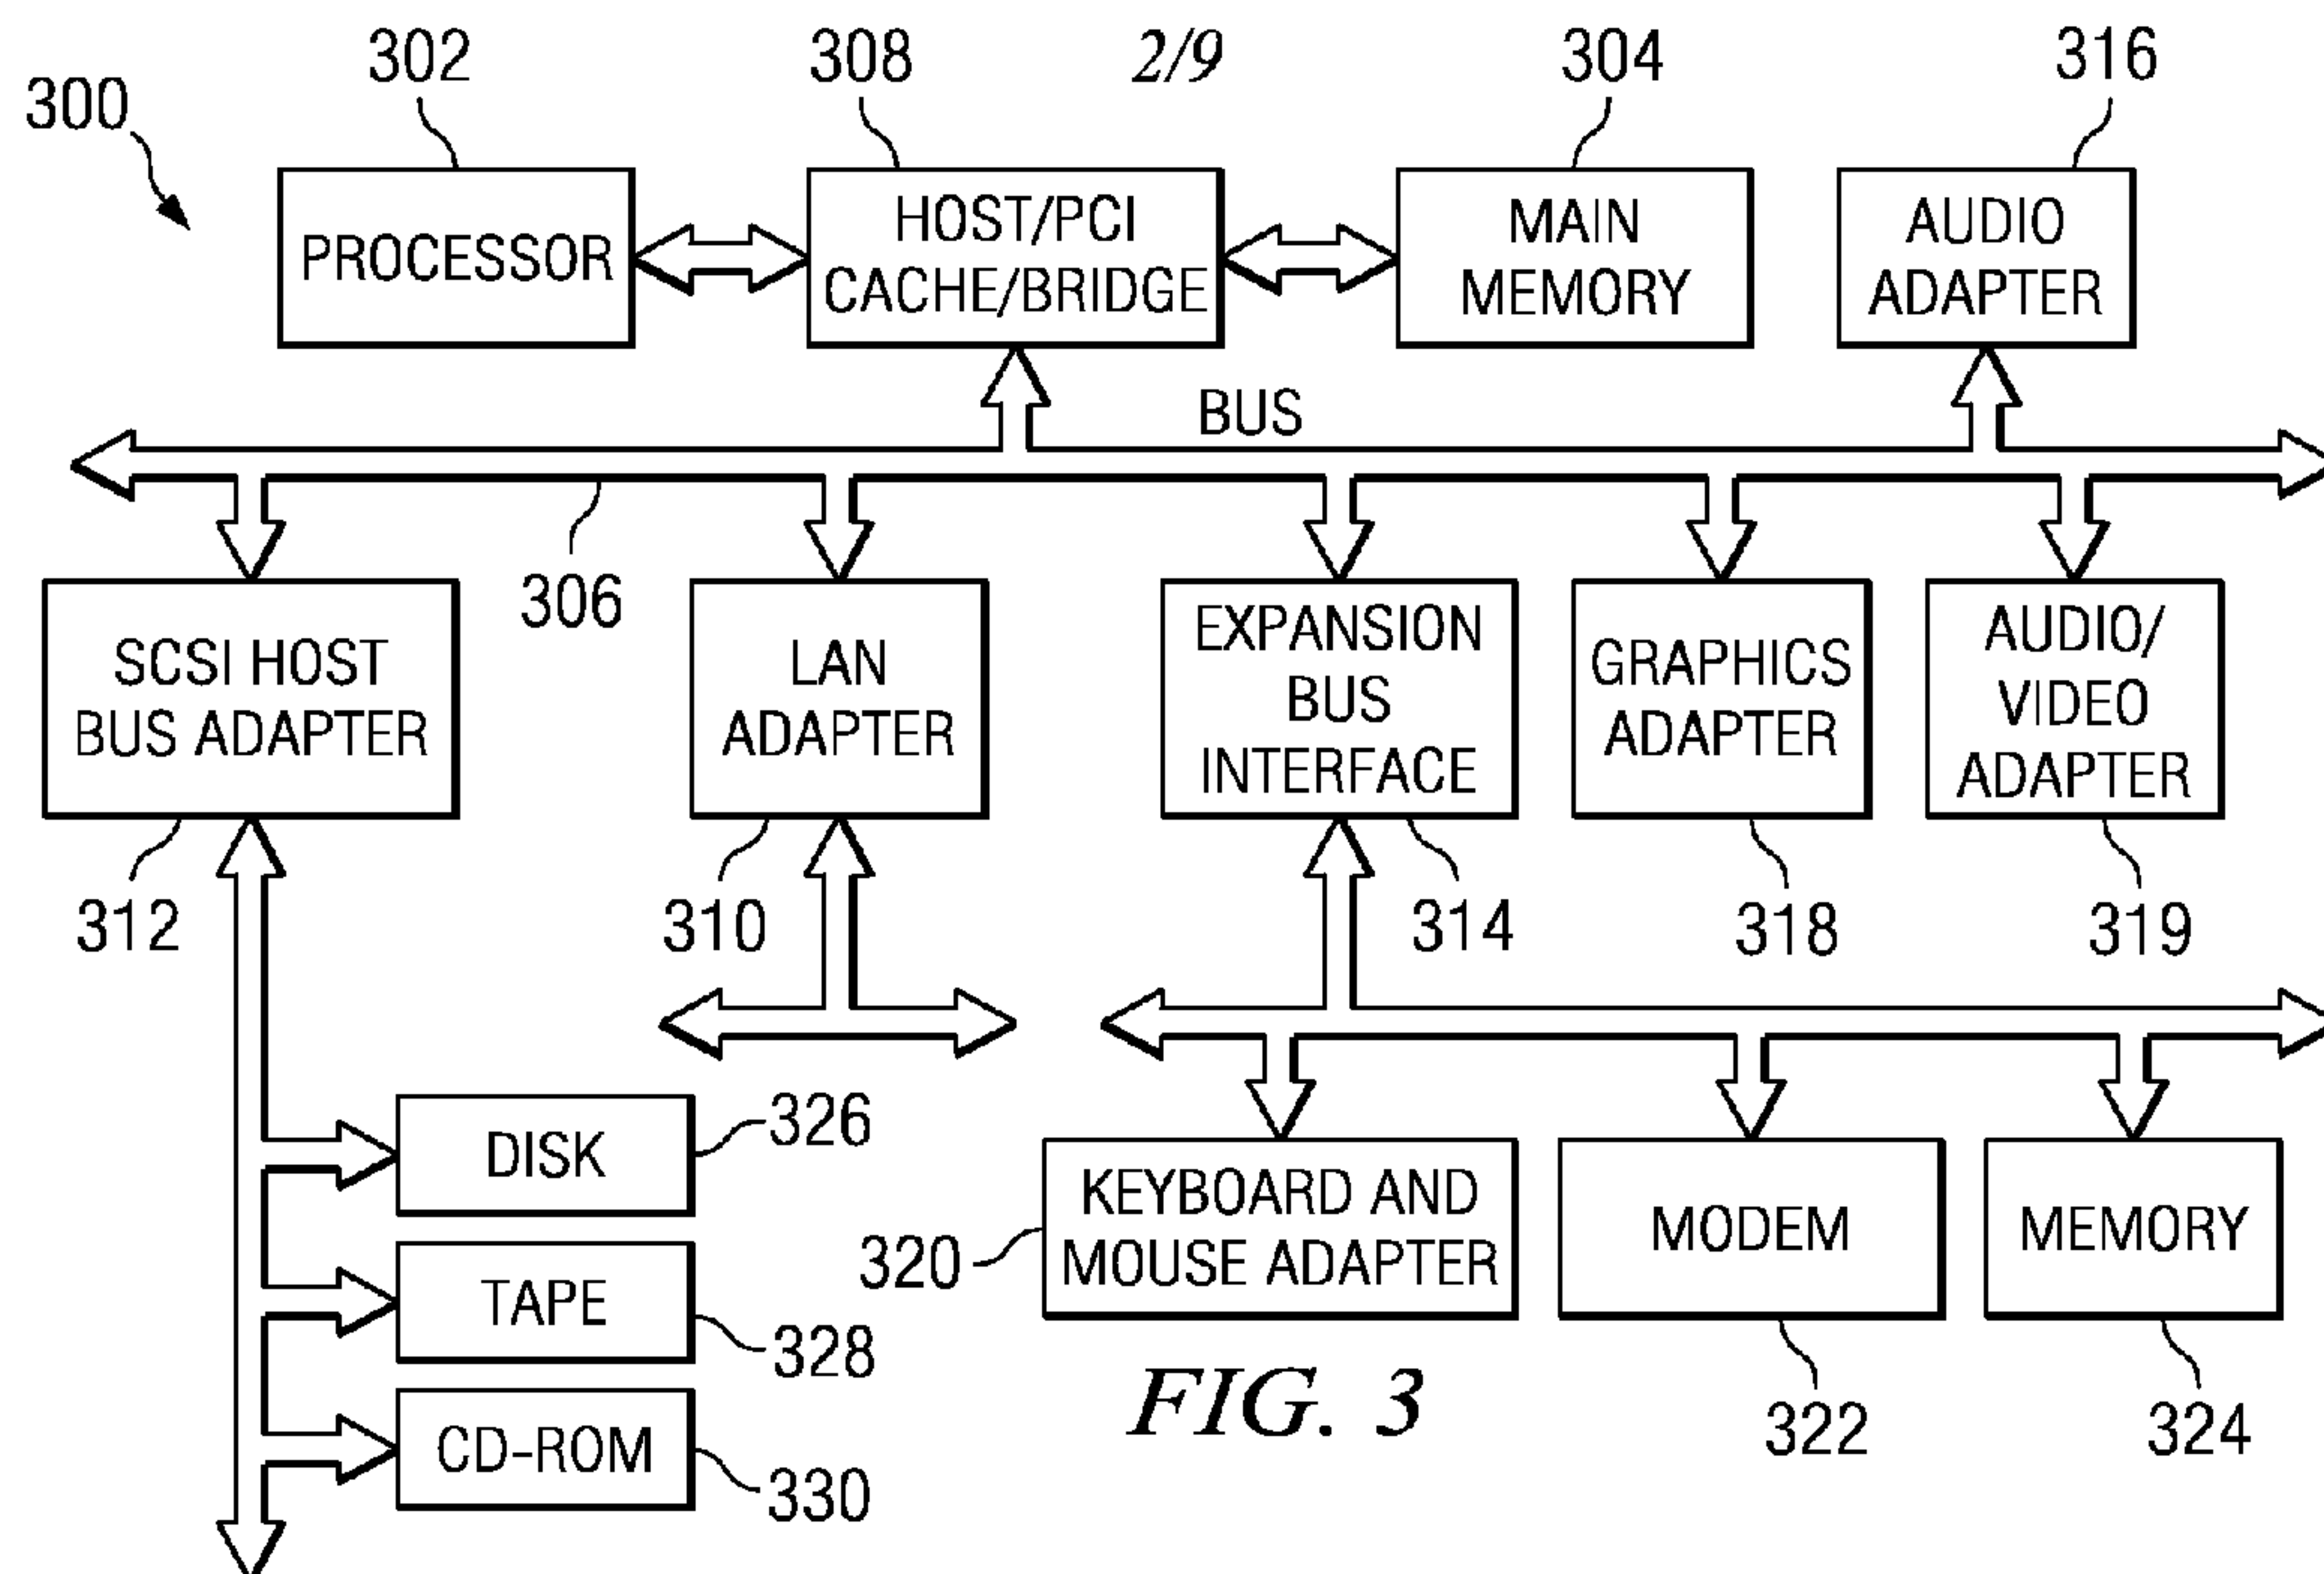 300
302
308
2/9
304
316
PROCESSOR
HOST/PCI
CACHE/BRIDGE
MAIN
MEMORY
AUDIO
ADAPTER
BUS
306
SCSI HOST
BUS ADAPTER
LAN
ADAPTER
EXPANSION
BUS
INTERFACE
GRAPHICS
ADAPTER
AUDIO/
VIDEO
ADAPTER
312
310
314
318
319
DISK
326
TAPE
328
CD-ROM
330
320
KEYBOARD AND
MOUSE ADAPTER
MODEM
MEMORY
322
324
FIG. 3